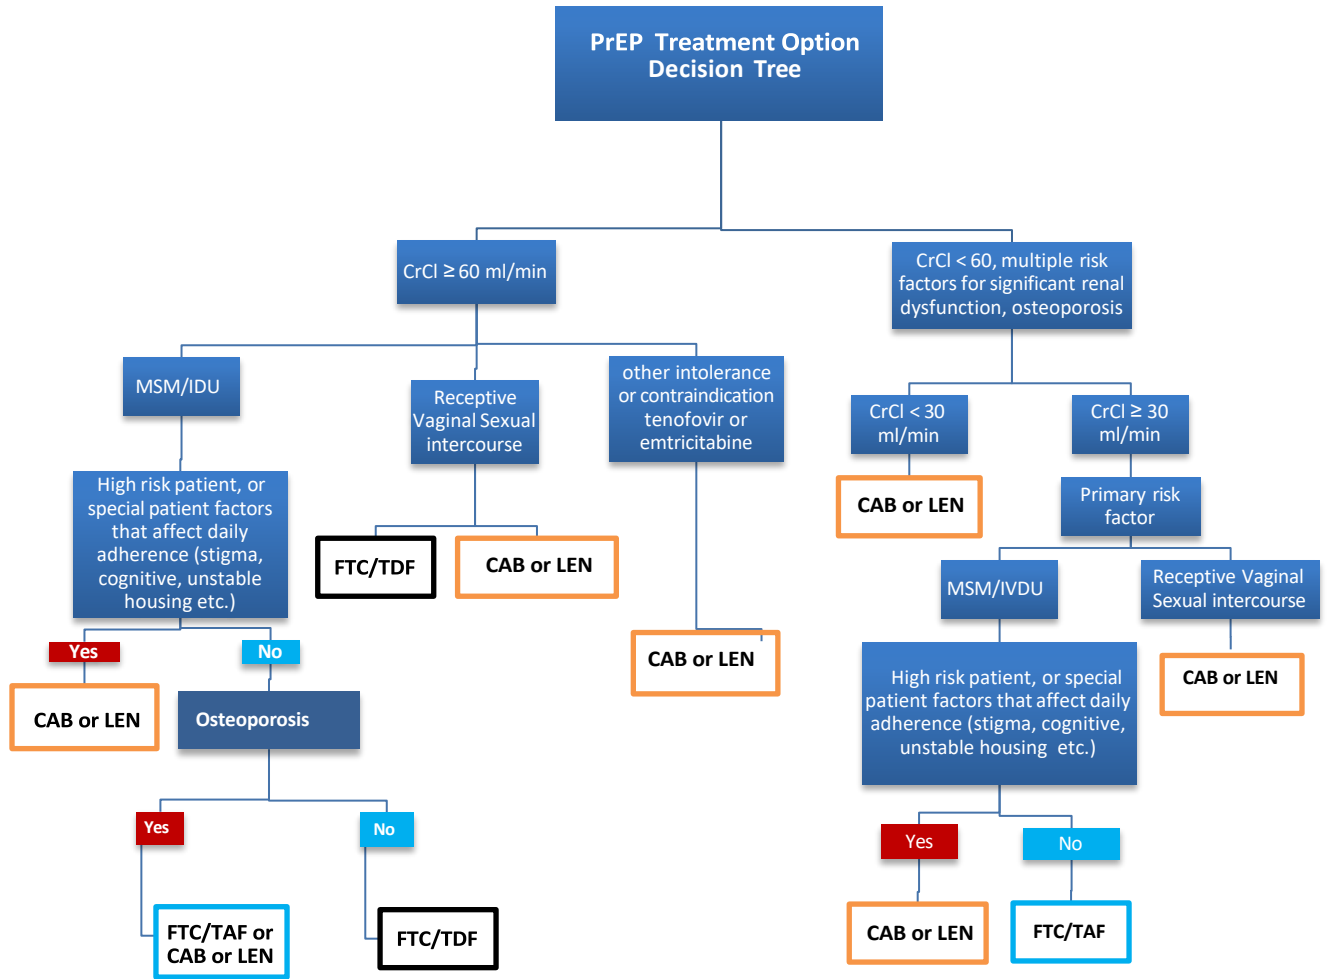 PrEP Treatment Option
Decision Tree
CrCl ≥ 60 ml/min
CrCl < 60, multiple risk
factors for significant renal
dysfunction, osteoporosis
MSM/IDU
Receptive
Vaginal Sexual
intercourse
other intolerance
or contraindication
tenofovir or
emtricitabine
CrCl < 30
ml/min
CrCl ≥ 30
ml/min
High risk patient, or
special patient factors
that affect daily
adherence (stigma,
cognitive, unstable
housing etc.)
FTC/TDF
CAB or LEN
CAB or LEN
Primary risk
factor
MSM/IVDU
Receptive Vaginal
Sexual intercourse
Yes
No
CAB or LEN
CAB or LEN
Osteoporosis
High risk patient, or special
patient factors that affect daily
adherence (stigma, cognitive,
unstable housing etc.)
CAB or LEN
Yes
No
Yes
No
FTC/TAF or
CAB or LEN
FTC/TDF
CAB or LEN
FTC/TAF